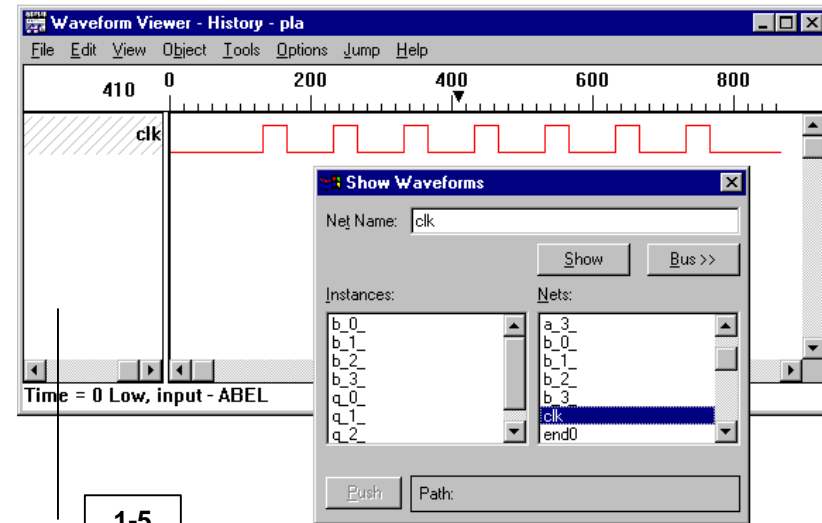 Waveform Viewer - History - pla
File Edit View Object Tools Options Jump Help
410 0 200 400 600 800
clk
Show Waveforms
Net Name: clk
Show Bus >>
Instances: Nets:
b_0_ a_3_
b_1_ b_0_
b_2_ b_1_
b_3_ b_2_
q_0_ b_3_
q_1_ clk
q_2_ end0
Time = 0 Low, input - ABEL
Push Path:
1-5